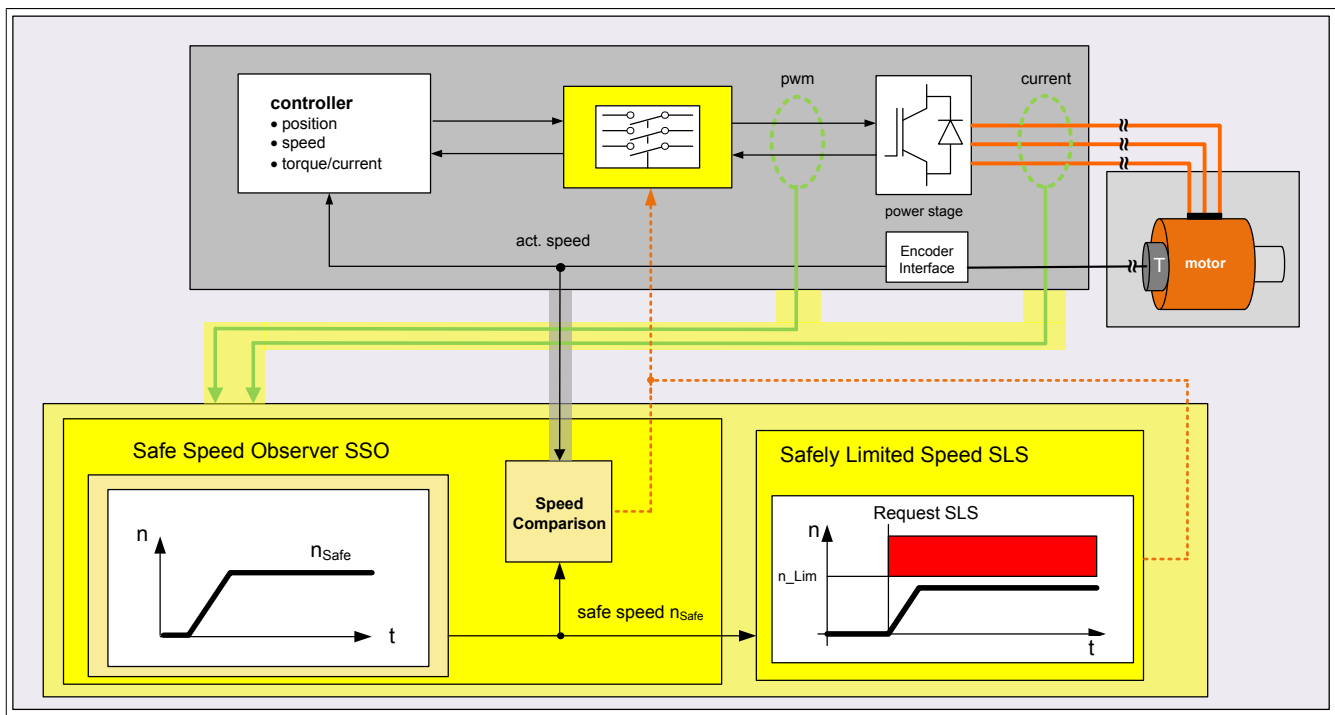 pwm
current
controller
• position
• speed
• torque/current
power stage
act. speed
Encoder
Interface
T
motor
Safe Speed Observer SSO
Safely Limited Speed SLS
Speed
Comparison
n
nSafe
t
safe speed nSafe
Request SLS
n
n_Lim
t